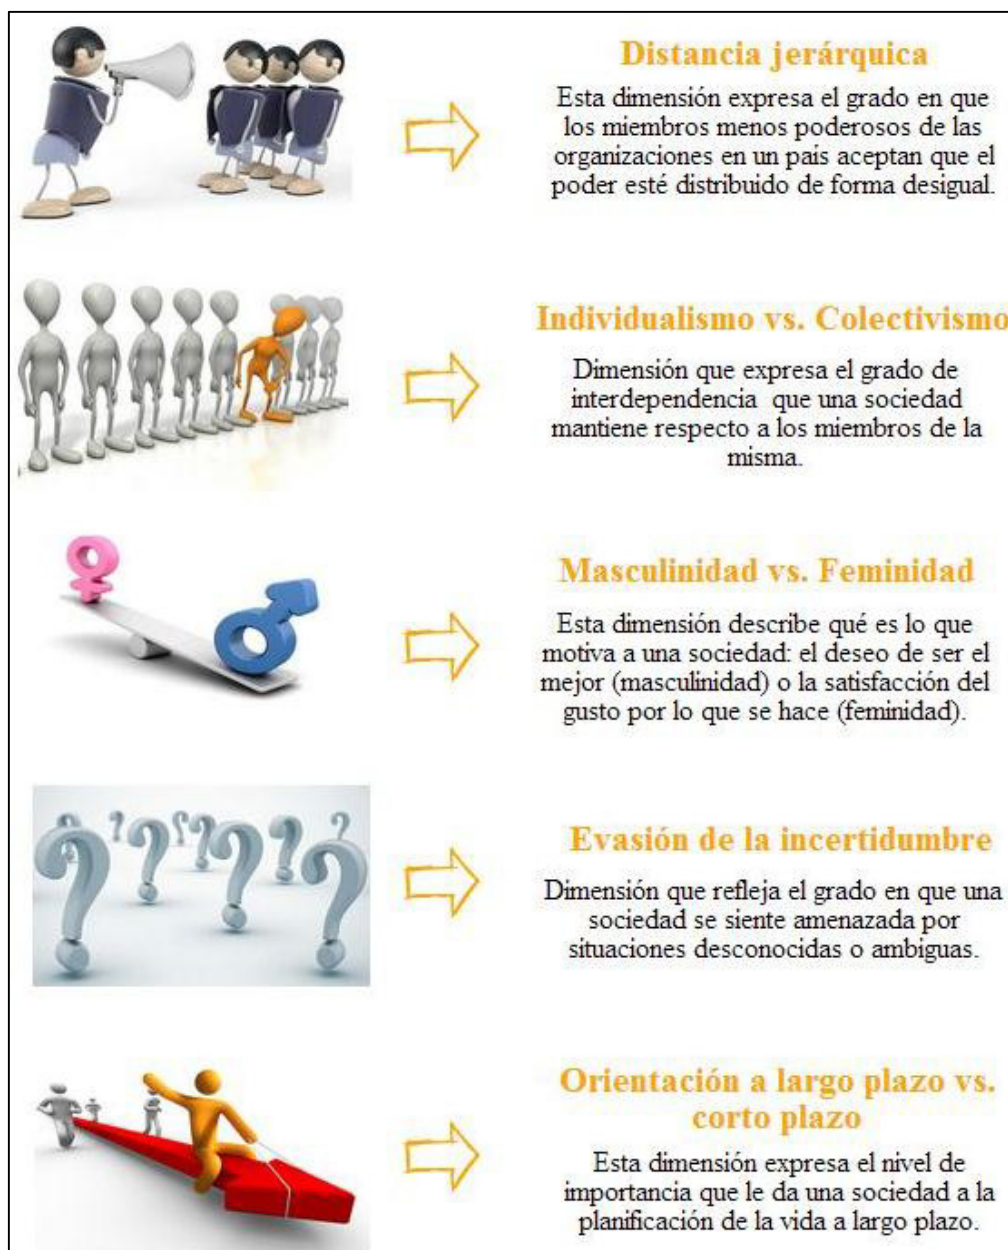 Distancia jerárquica
Esta dimensión expresa el grado en que
los miembros menos poderosos de las
organizaciones en un país aceptan que el
poder esté distribuido de forma desigual.
Individualismo vs. Colectivismo
Dimensión que expresa el grado de
interdependencia que una sociedad
mantiene respecto a los miembros de la
misma.
Masculinidad vs. Feminidad
Esta dimensión describe qué es lo que
motiva a una sociedad: el deseo de ser el
mejor (masculinidad) o la satisfacción del
gusto por lo que se hace (feminidad).
Evasión de la incertidumbre
Dimensión que refleja el grado en que una
sociedad se siente amenazada por
situaciones desconocidas o ambiguas.
Orientación a largo plazo vs.
corto plazo
Esta dimensión expresa el nivel de
importancia que le da una sociedad a la
planificación de la vida a largo plazo.